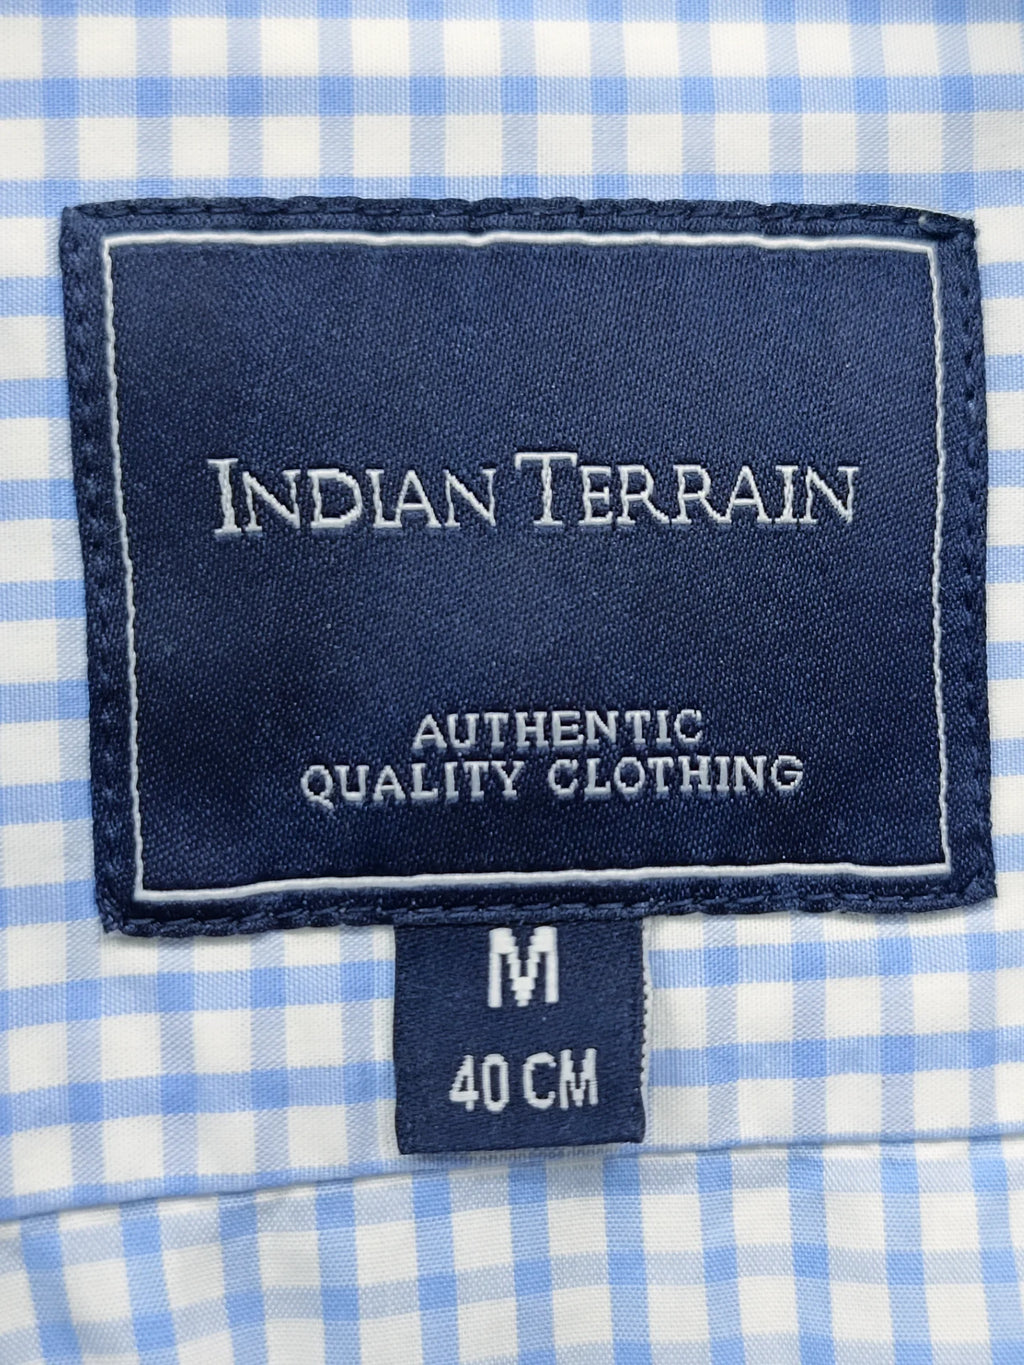 INDIAN TERRAIN
AUTHENTIC
QUALITY CLOTHING
M
40 CM